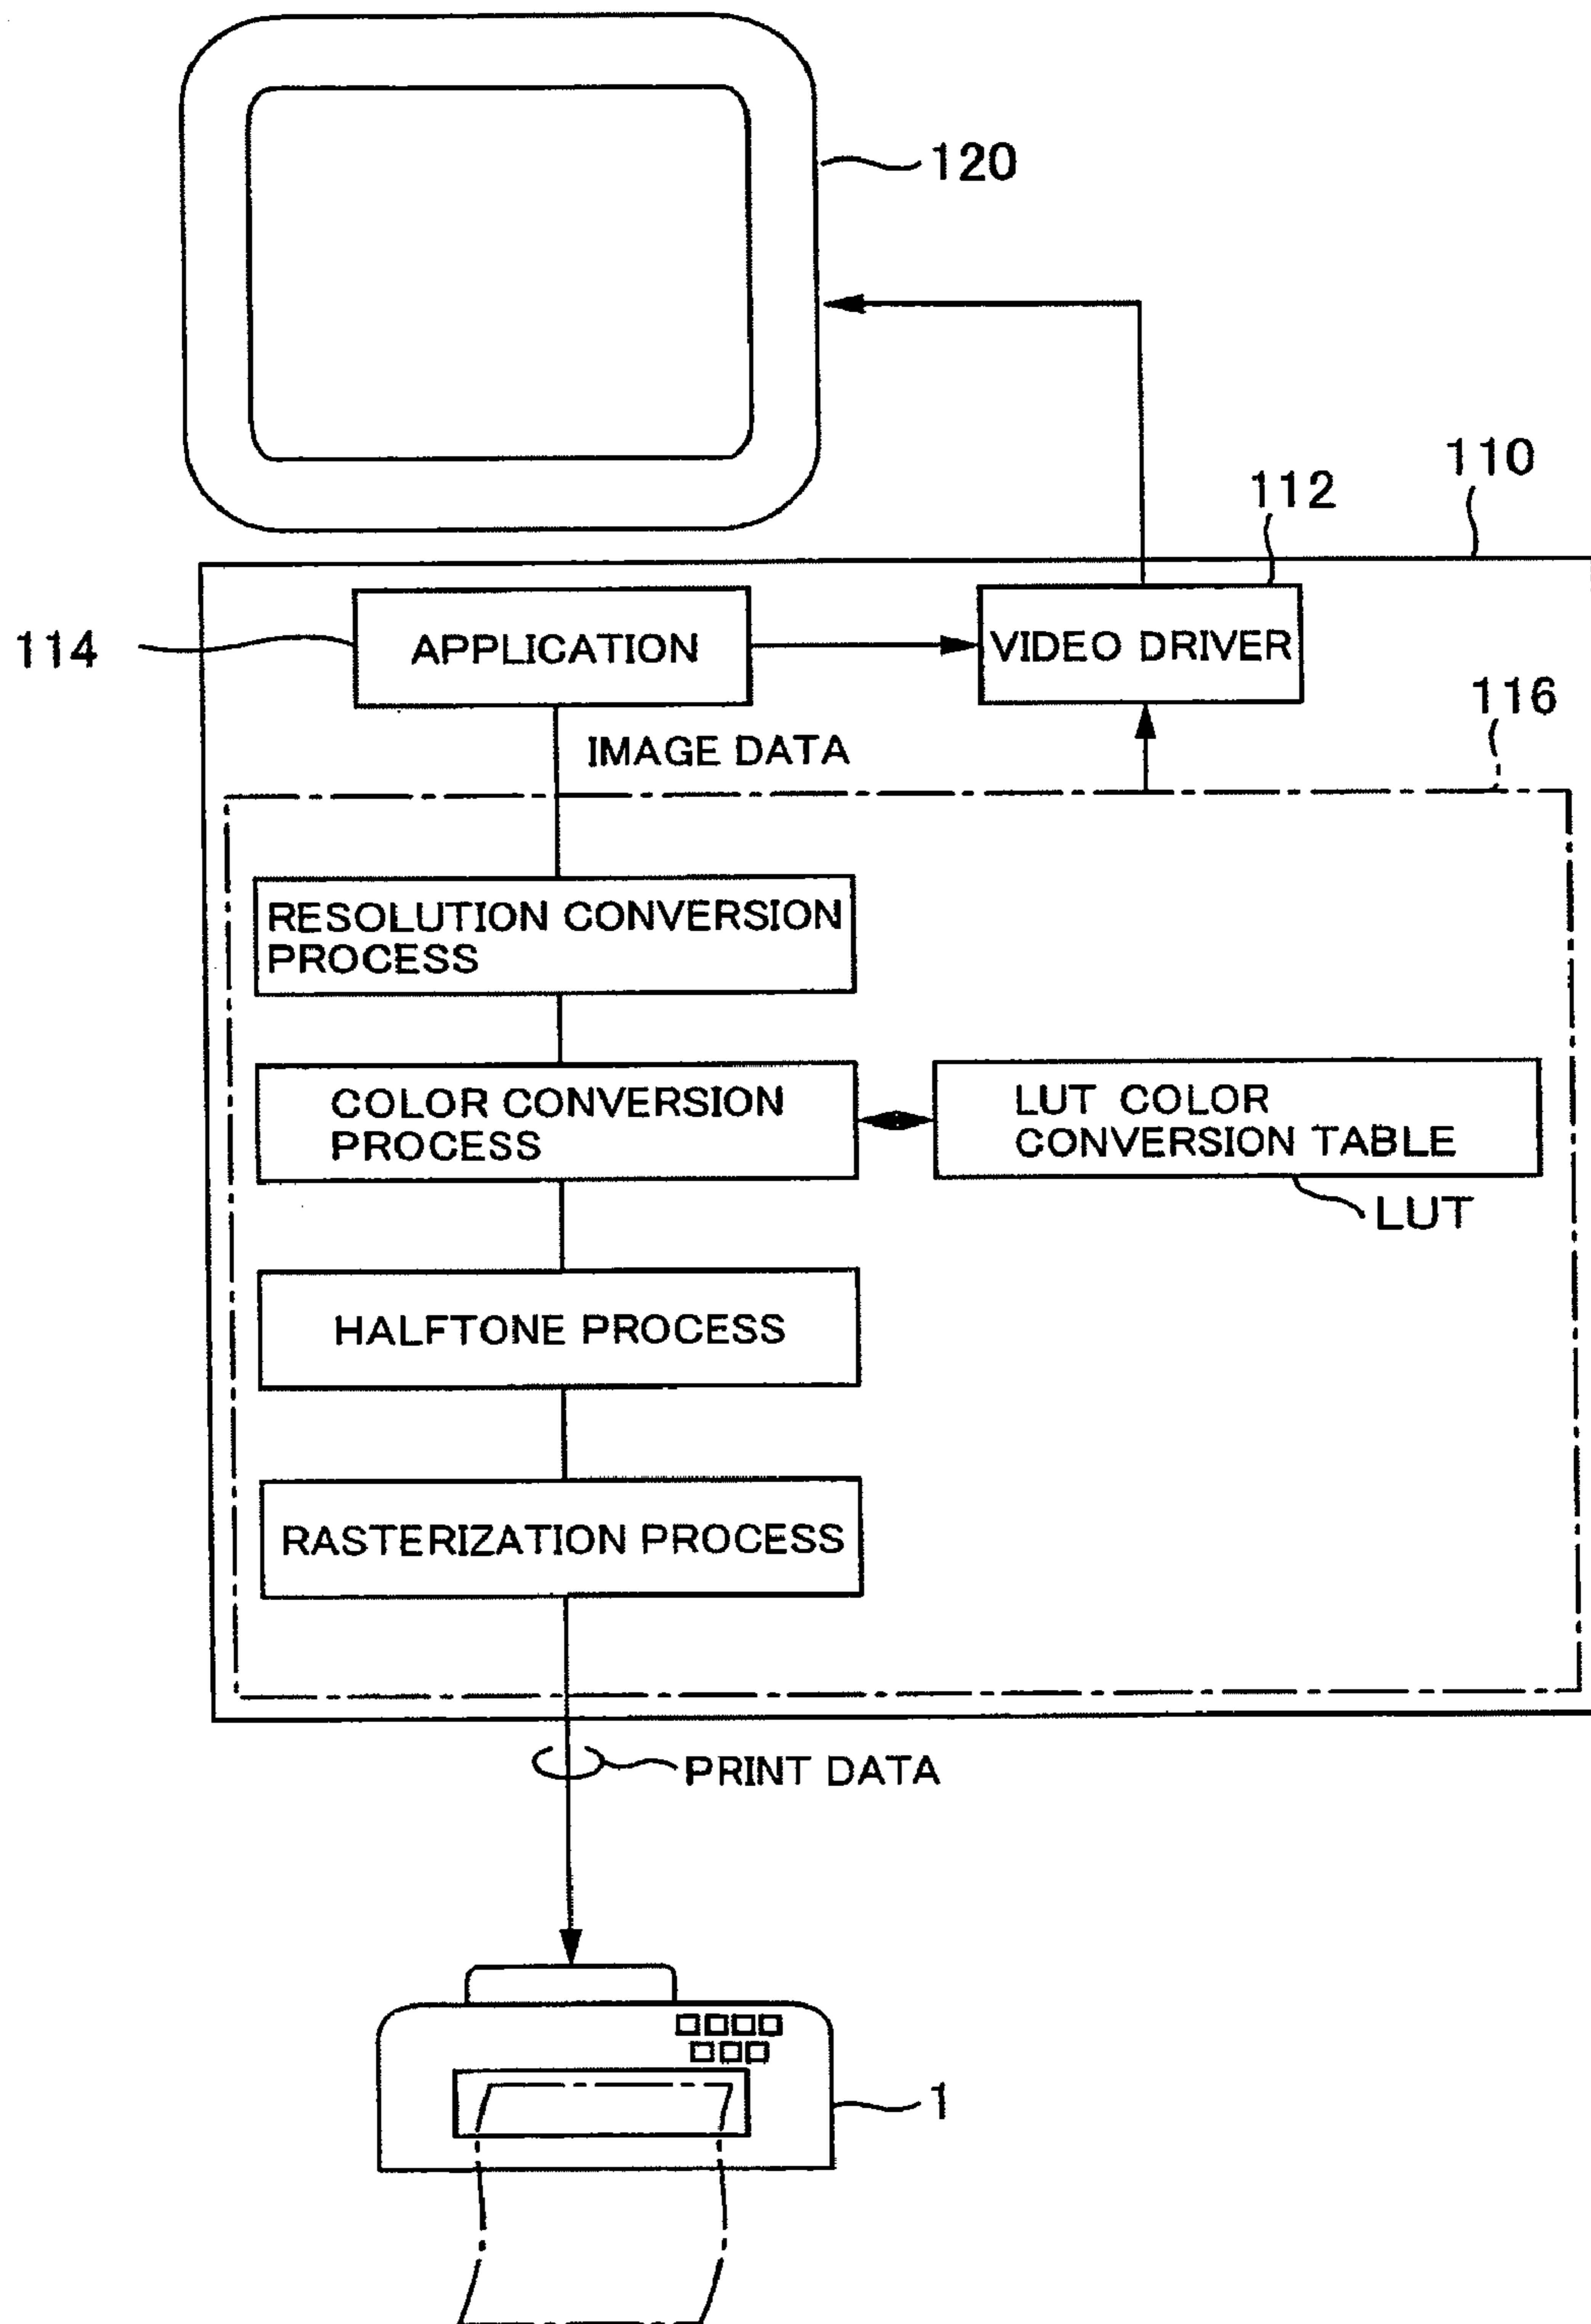 120
110
112
114
APPLICATION
VIDEO DRIVER
116
IMAGE DATA
RESOLUTION CONVERSION
PROCESS
COLOR CONVERSION
PROCESS
LUT COLOR
CONVERSION TABLE
LUT
HALFTONE PROCESS
RASTERIZATION PROCESS
PRINT DATA
1